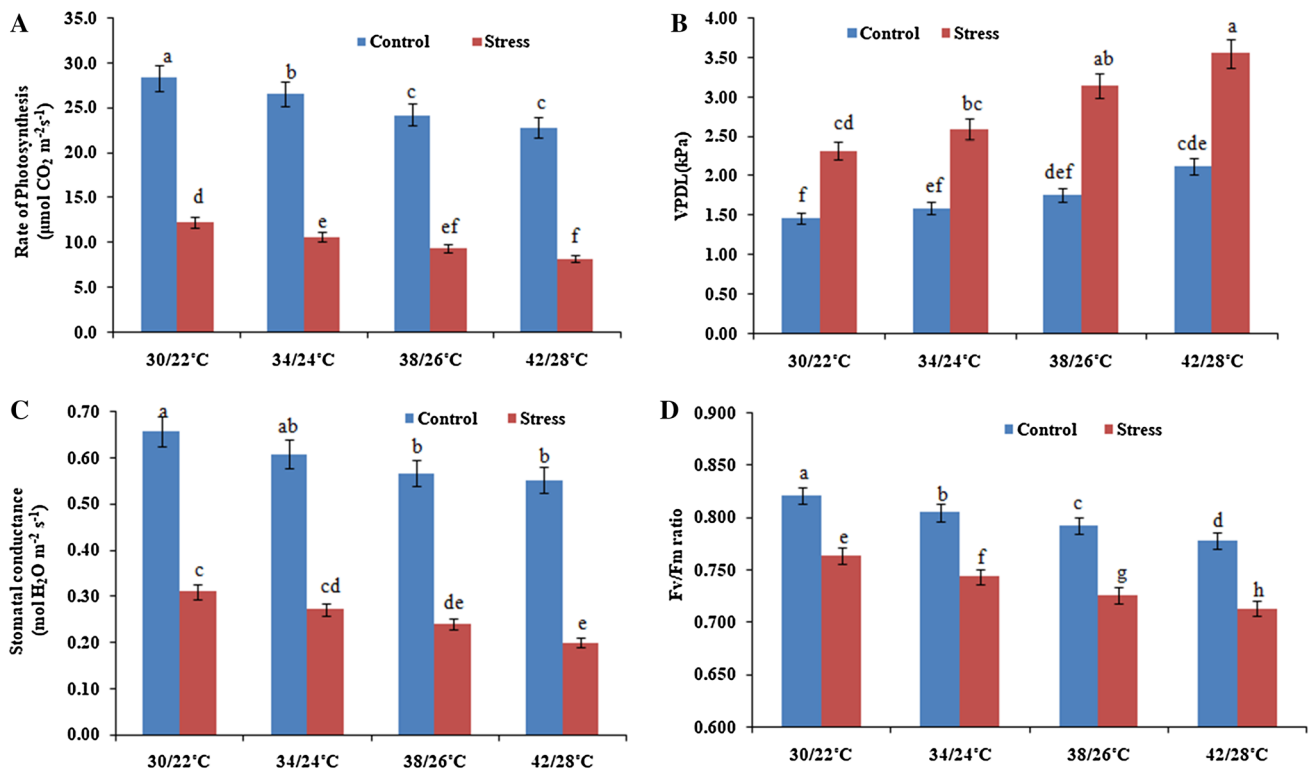 A
Rate of Photosynthesis
(µmol CO₂ m⁻²s⁻¹)
35.0
30.0
25.0
20.0
15.0
10.0
5.0
0.0
Control Stress
a b c c
d e ef f
30/22°C 34/24°C 38/26°C 42/28°C
B
VPDL(kPa)
4.00
3.50
3.00
2.50
2.00
1.50
1.00
0.50
0.00
Control Stress
cd bc ab a
f ef def cde
30/22°C 34/24°C 38/26°C 42/28°C
C
Stomatal conductance
(mol H₂O m⁻² s⁻¹)
0.70
0.60
0.50
0.40
0.30
0.20
0.10
0.00
Control Stress
a ab b b
c cd de e
30/22°C 34/24°C 38/26°C 42/28°C
D
Fv/Fm ratio
0.900
0.850
0.800
0.750
0.700
0.650
0.600
Control Stress
a b c d
e f g h
30/22°C 34/24°C 38/26°C 42/28°C